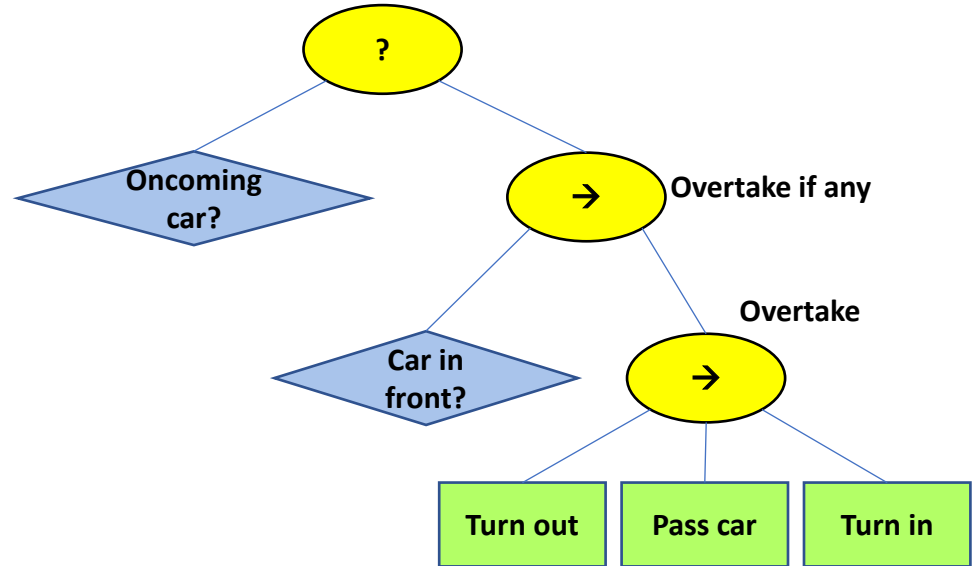 ?
Oncoming
car?
→
Overtake if any
Overtake
Car in
front?
→
Turn out
Pass car
Turn in